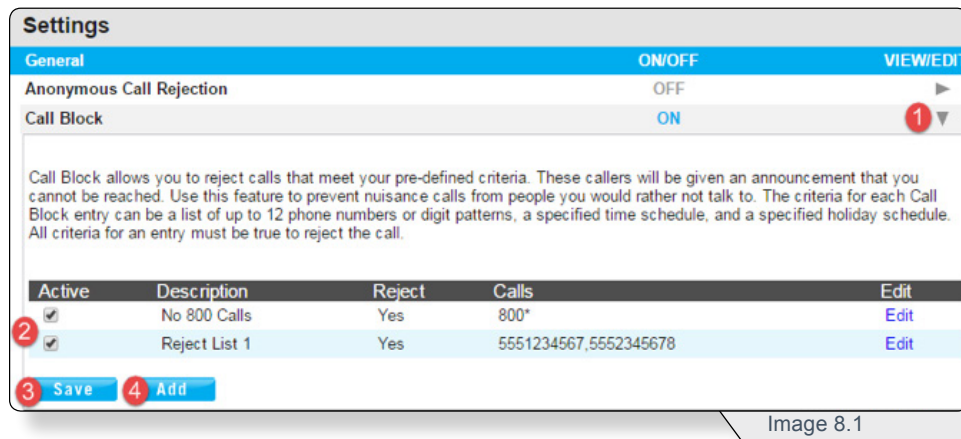 Settings
General ON/OFF VIEW/EDI
Anonymous Call Rejection OFF
Call Block ON 1
Call Block allows you to reject calls that meet your pre-defined criteria. These callers will be given an announcement that you
cannot be reached. Use this feature to prevent nuisance calls from people you would rather not talk to. The criteria for each Call
Block entry can be a list of up to 12 phone numbers or digit patterns, a specified time schedule, and a specified holiday schedule.
All criteria for an entry must be true to reject the call.
Active Description Reject Calls Edit
No 800 Calls Yes 800* Edit
2 Reject List 1 Yes 5551234567,5552345678 Edit
3 Save 4 Add
Image 8.1